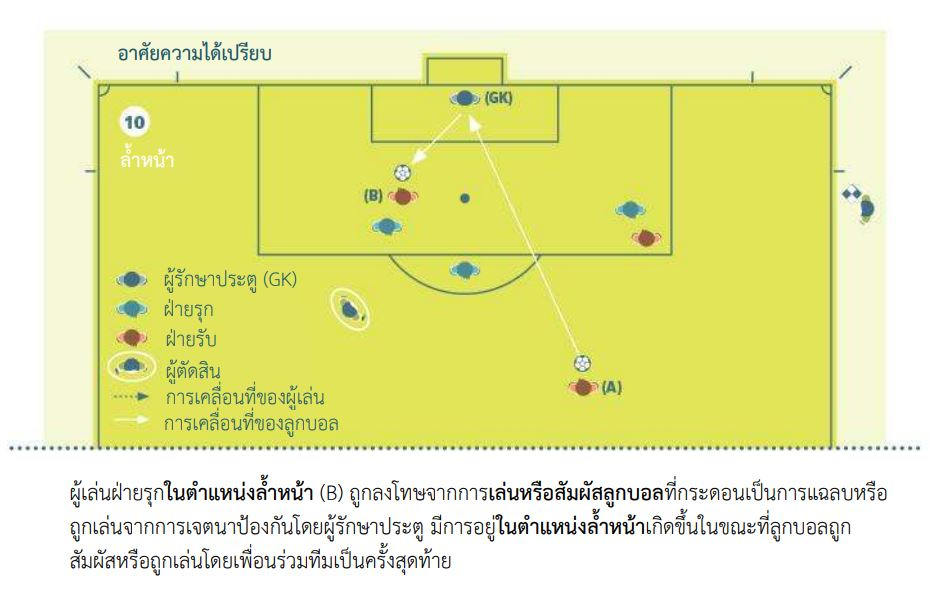 อาศัยความได้เปรียบ
(GK)
10
ล้ำหน้า
(B)
ผู้รักษาประตู (GK)
ฝ่ายรุก
ฝ่ายรับ
ผู้ตัดสิน
(A)
การเคลื่อนที่ของผู้เล่น
การเคลื่อนที่ของลูกบอล
ผู้เล่นฝ่ายรุกในตำแหน่งล้ำหน้า (B) ถูกลงโทษจากการเล่นหรือสัมผัสลูกบอลที่กระดอนเป็นการแฉลบหรือ
ถูกเล่นจากการเจตนาป้องกันโดยผู้รักษาประตู มีการอยู่ในตำแหน่งล้ำหน้าเกิดขึ้นในขณะที่ลูกบอลถูก
สัมผัสหรือถูกเล่นโดยเพื่อนร่วมทีมเป็นครั้งสุดท้าย